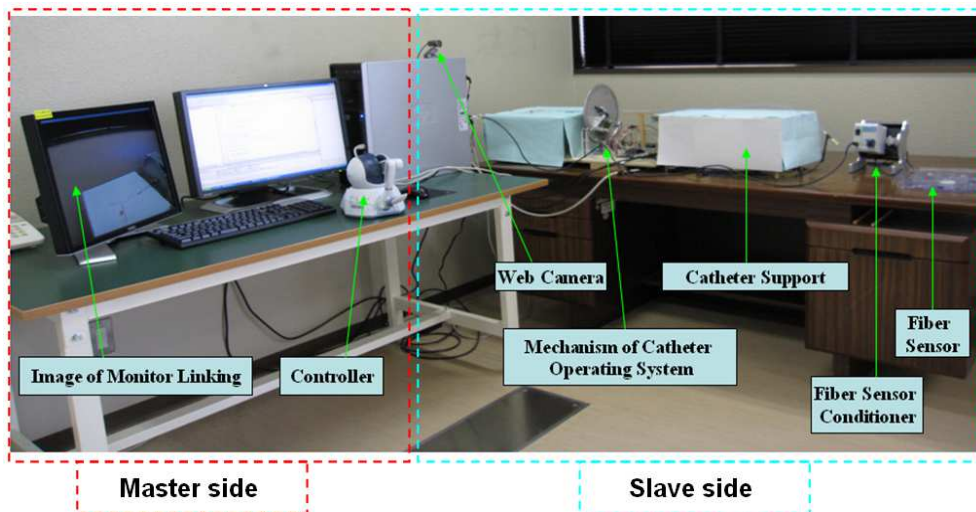 Web Camera
Catheter Support
Fiber
Sensor
Mechanism of Catheter
Operating System
Image of Monitor Linking
Controller
Fiber Sensor
Conditioner
Master side
Slave side